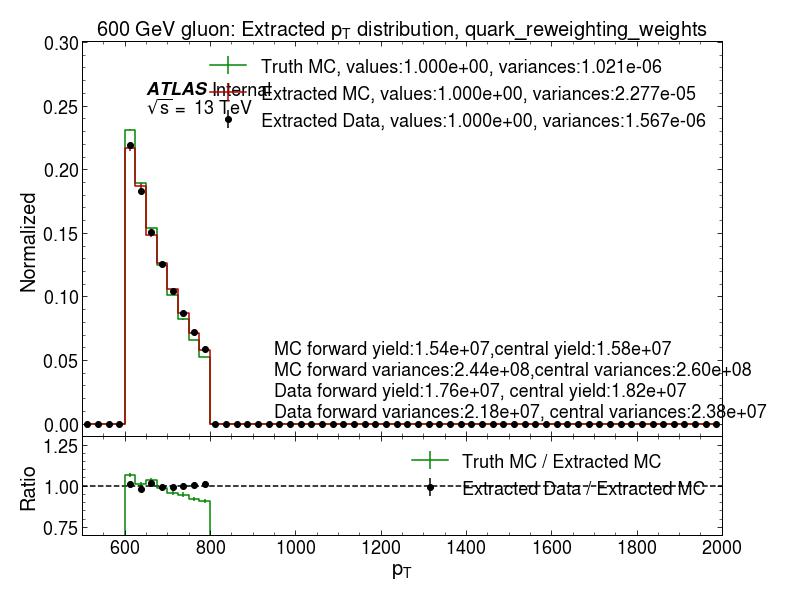 600 GeV gluon: Extracted pT distribution, quark_reweighting_weights
0.30
0.25
0.20
0.15
0.10
0.05
0.00
Normalized
Truth MC, values:1.000e+00, variances:1.021e-06
Extracted MC, values:1.000e+00, variances:2.277e-05
Extracted Data, values:1.000e+00, variances:1.567e-06
ATLAS Internal
√s = 13 TeV
MC forward yield:1.54e+07,central yield:1.58e+07
MC forward variances:2.44e+08,central variances:2.60e+08
Data forward yield:1.76e+07, central yield:1.82e+07
Data forward variances:2.18e+07, central variances:2.38e+07
1.25
1.00
0.75
Ratio
Truth MC / Extracted MC
Extracted Data / Extracted MC
600 800 1000 1200 1400 1600 1800 2000
pT